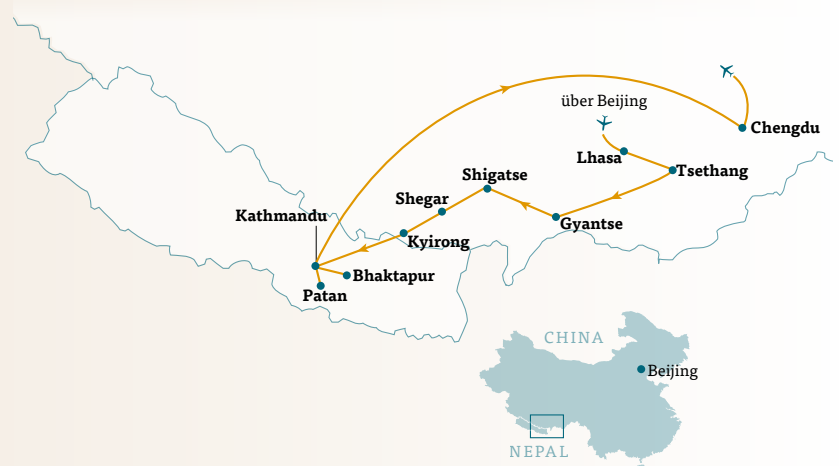 über Beijing
Chengdu
Lhasa
Tsethang
Shigatse
Shegar
Kathmandu
Gyantse
Kyirong
Bhaktapur
Patan
CHINA
Beijing
NEPAL